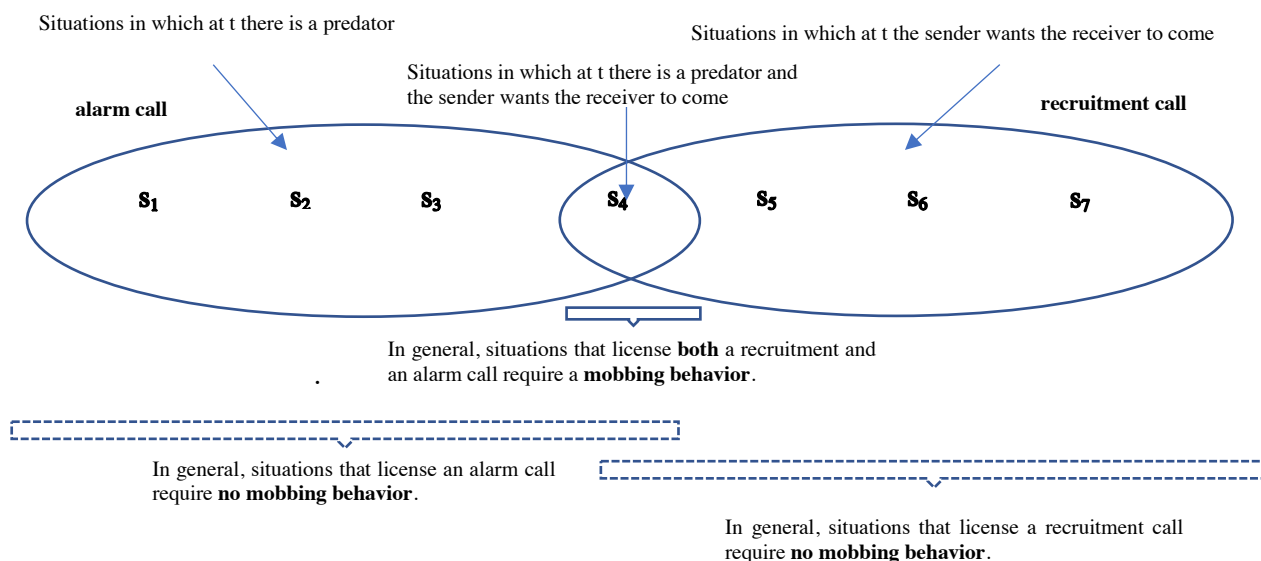 Situations in which at t there is a predator
Situations in which at t the sender wants the receiver to come
Situations in which at t there is a predator and
the sender wants the receiver to come
alarm call
recruitment call
s₁ s₂ s₃ s₄ s₅ s₆ s₇
In general, situations that license both a recruitment and
an alarm call require a mobbing behavior.
.
In general, situations that license an alarm call
require no mobbing behavior.
In general, situations that license a recruitment call
require no mobbing behavior.